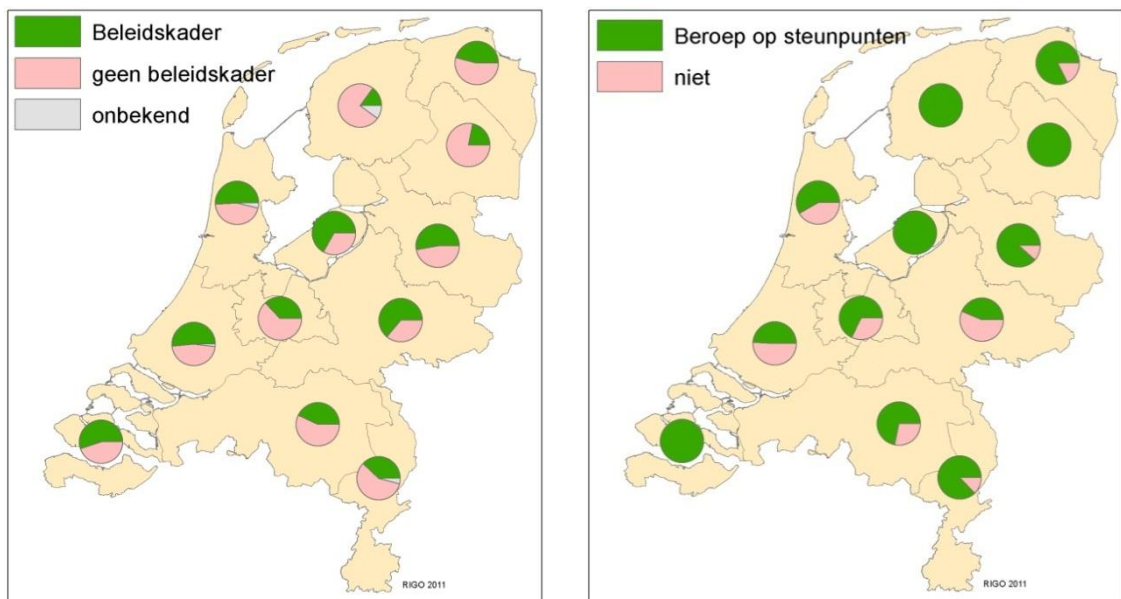 Beleidskader
geen beleidskader
onbekend
RIGO 2011
Beroep op steunpunten
niet
RIGO 2011